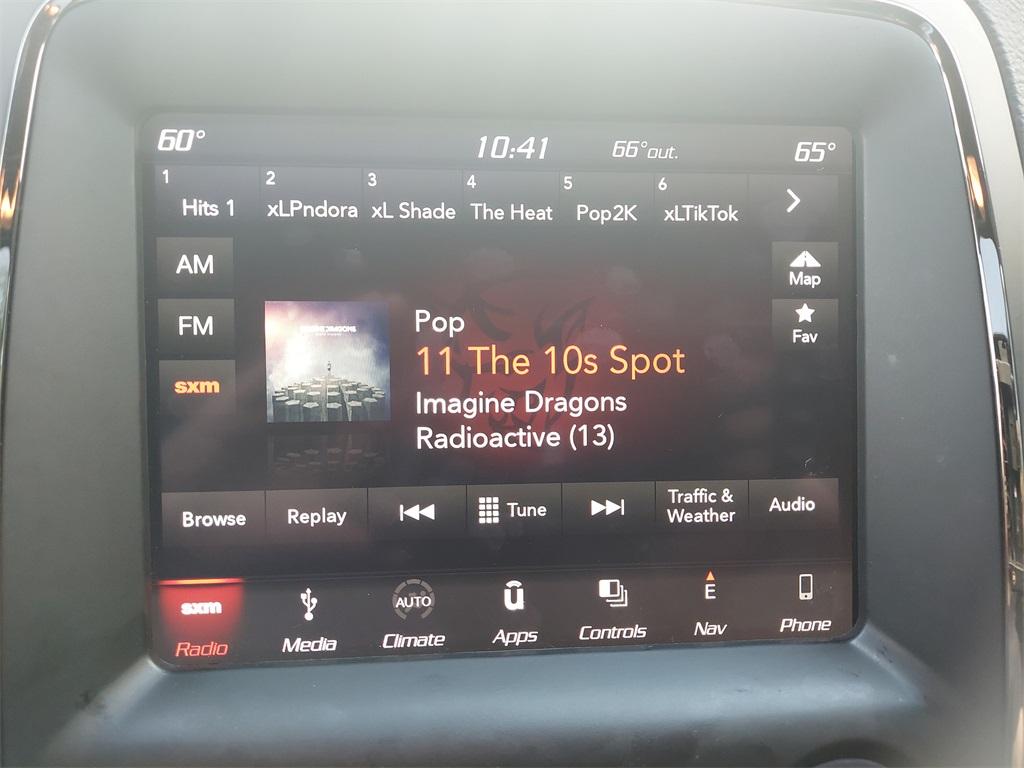 60° 10:41 66°out. 65°
1 2 3 4 5 6
Hits 1 xLPndora xL Shade The Heat Pop2K xLTikTok
AM
Map
FM
Fav
sxm
Pop
11 The 10s Spot
Imagine Dragons
Radioactive (13)
Browse Replay Tune Traffic & Weather Audio
sxm AUTO E
Radio Media Climate Apps Controls Nav Phone